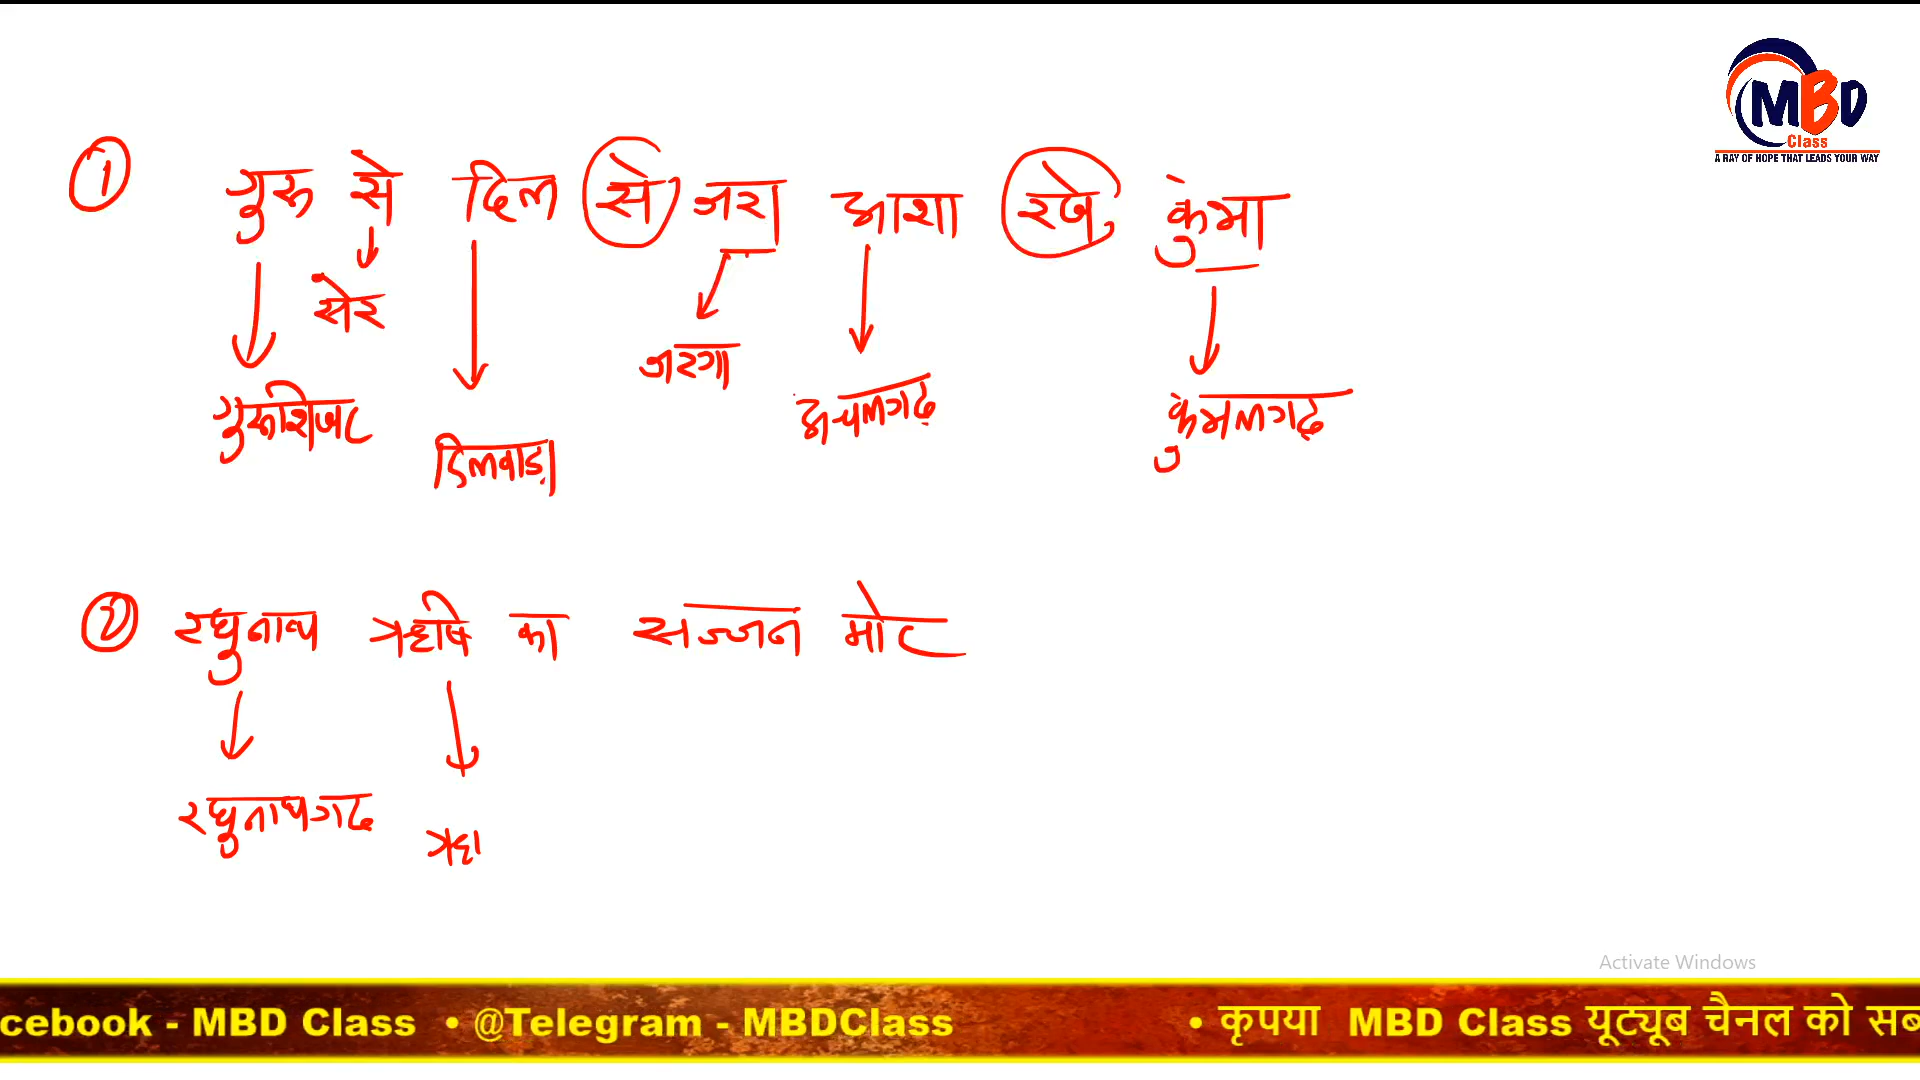 MBD
Class
A RAY OF HOPE THAT LEADS YOUR WAY
① गुरु से दिल से, जरा आशा रखे, कुंभा
सेर
जरगा
गुरुशिखर
अचलगढ़
कुंभलगढ़
दिलवाड़ा
② रघुनाथ ऋषि का सज्जन मोर
रघुनाथगढ
ऋ
Activate Windows
cebook - MBD Class • @Telegram - MBDClass • कृपया MBD Class यूट्यूब चैनल को सब